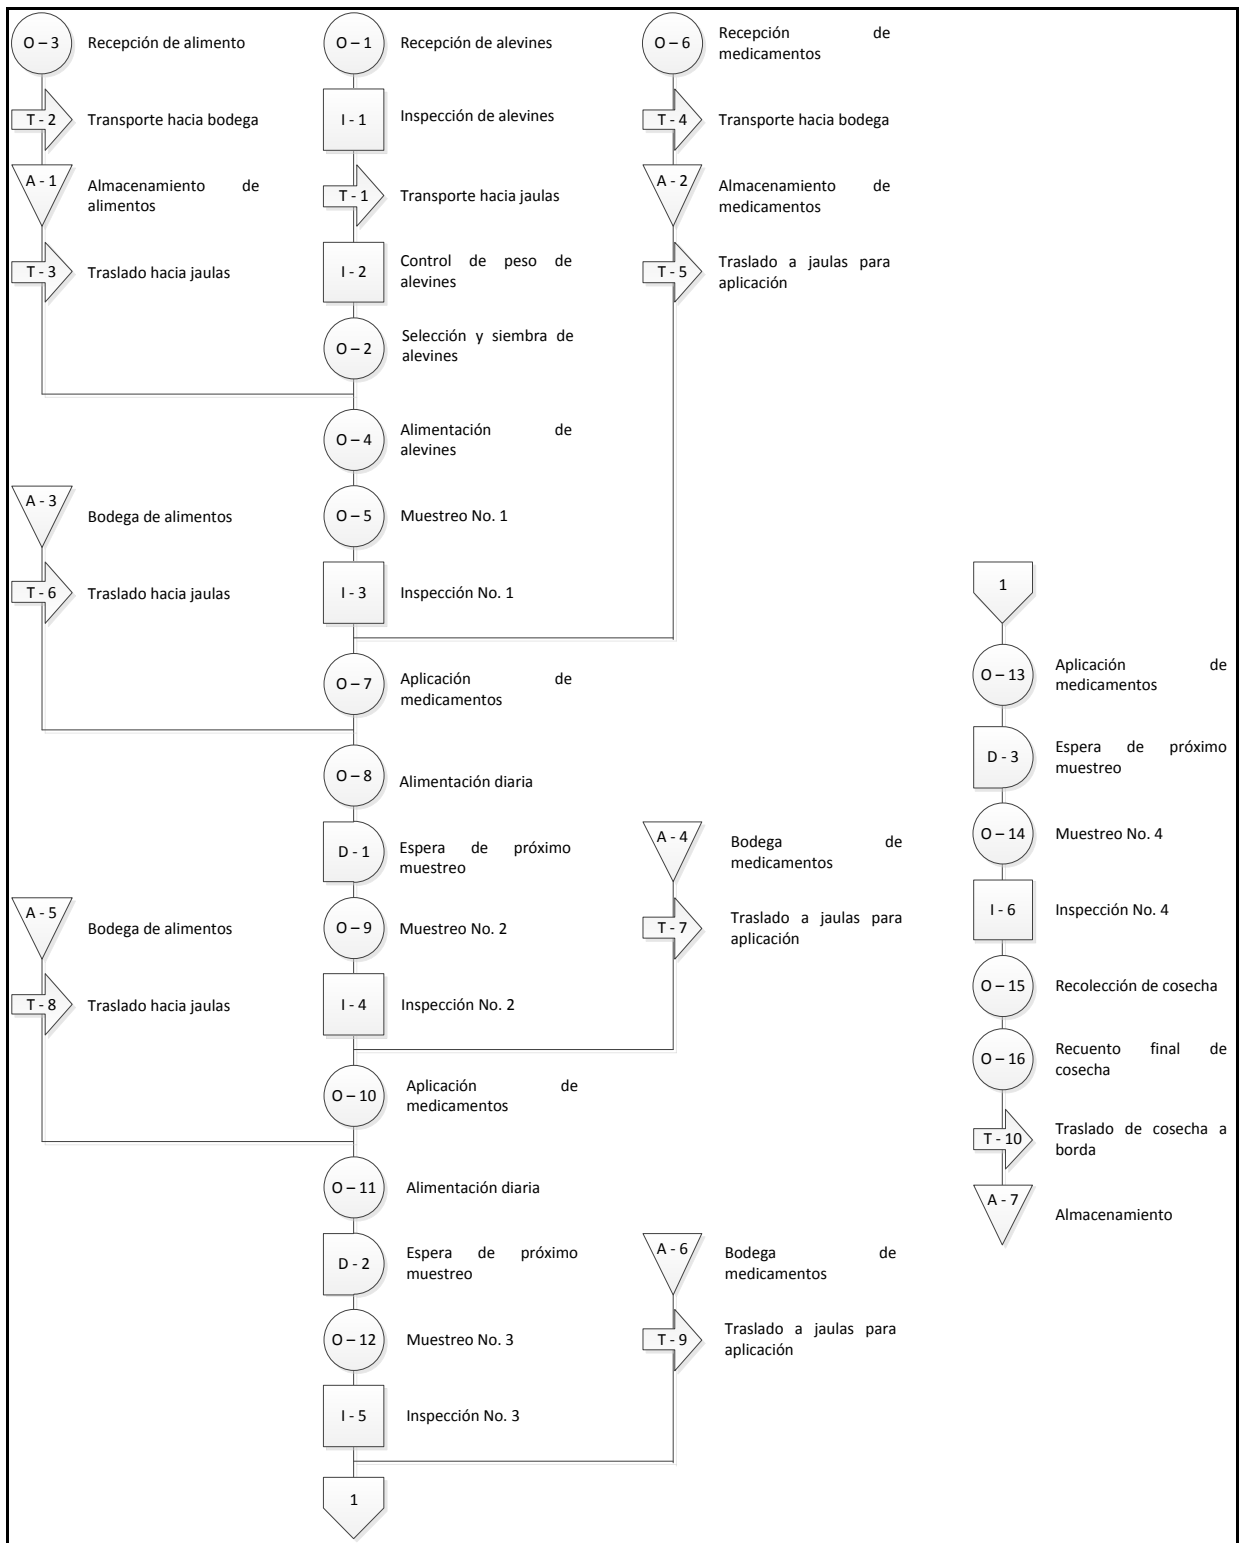 O – 3
Recepción de alimento
T - 2
Transporte hacia bodega
A - 1
Almacenamiento de
alimentos
T - 3
Traslado hacia jaulas
A - 3
Bodega de alimentos
T - 6
Traslado hacia jaulas
A - 5
Bodega de alimentos
T - 8
Traslado hacia jaulas
O – 1
Recepción de alevines
I - 1
Inspección de alevines
T - 1
Transporte hacia jaulas
I - 2
Control de peso de
alevines
O – 2
Selección y siembra de
alevines
O – 4
Alimentación de
alevines
O – 5
Muestreo No. 1
I - 3
Inspección No. 1
O – 7
Aplicación de
medicamentos
O – 8
Alimentación diaria
D - 1
Espera de próximo
muestreo
O – 9
Muestreo No. 2
I - 4
Inspección No. 2
O – 10
Aplicación de
medicamentos
O – 11
Alimentación diaria
D - 2
Espera de próximo
muestreo
O – 12
Muestreo No. 3
I - 5
Inspección No. 3
1
O – 6
Recepción de
medicamentos
T - 4
Transporte hacia bodega
A - 2
Almacenamiento de
medicamentos
T - 5
Traslado a jaulas para
aplicación
A - 4
Bodega de
medicamentos
T - 7
Traslado a jaulas para
aplicación
A - 6
Bodega de
medicamentos
T - 9
Traslado a jaulas para
aplicación
1
O – 13
Aplicación de
medicamentos
D - 3
Espera de próximo
muestreo
O – 14
Muestreo No. 4
I - 6
Inspección No. 4
O – 15
Recolección de cosecha
O – 16
Recuento final de
cosecha
T - 10
Traslado de cosecha a
borda
A - 7
Almacenamiento